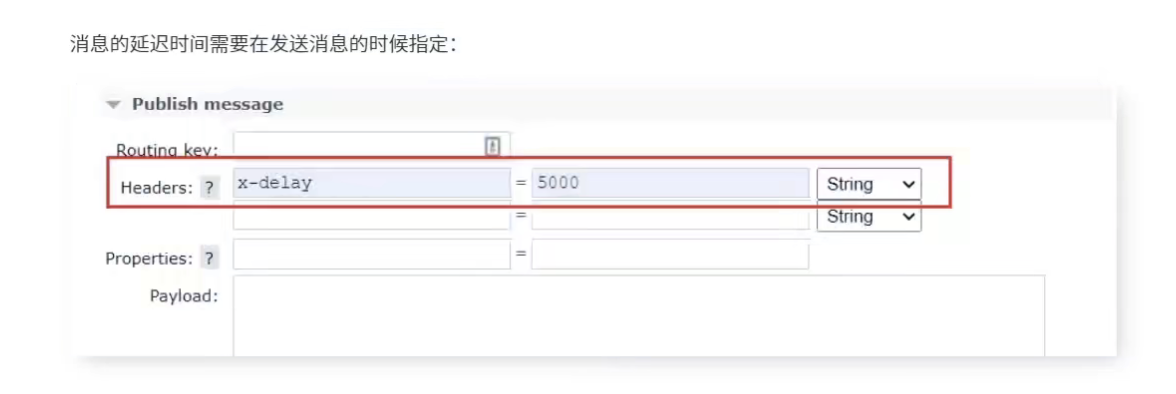 消息的延迟时间需要在发送消息的时候指定：
Publish message
Routing key:
Headers: ? x-delay = 5000 String
= String
Properties: ? =
Payload: